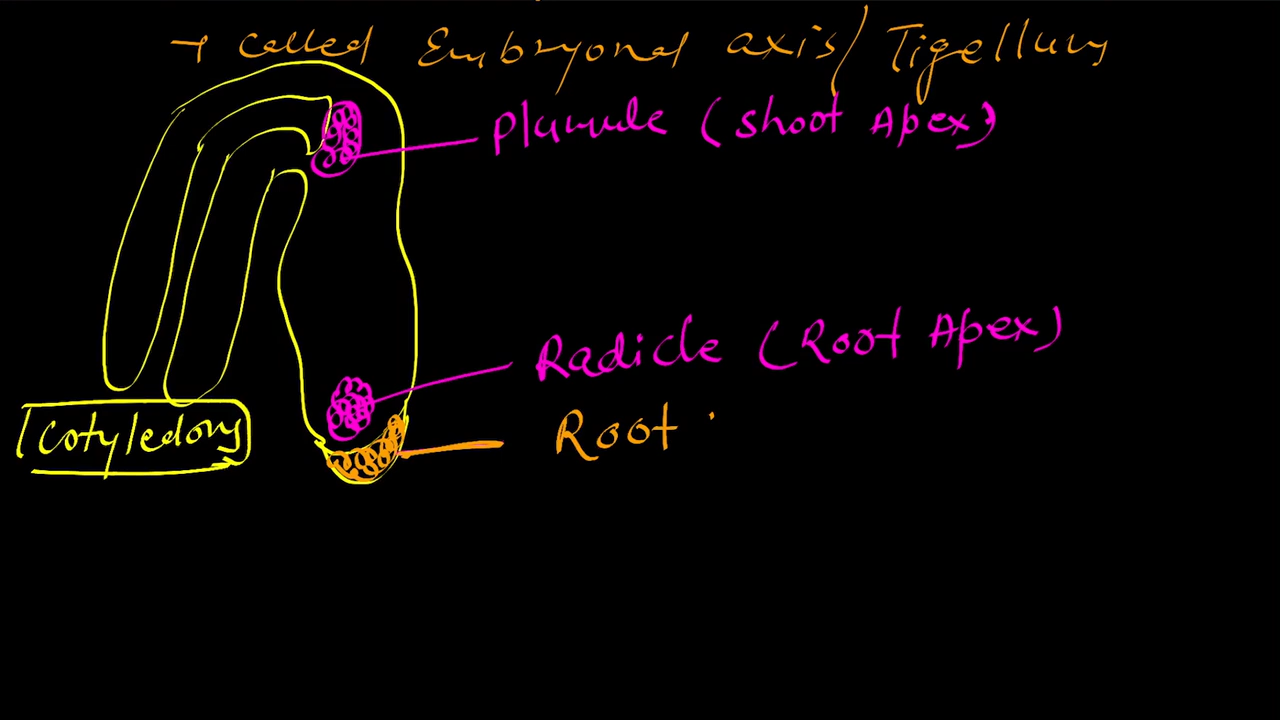 → called Embryonal axis/Tigellum
Plumule (Shoot Apex)
Radicle (Root Apex)
Cotyledons
Root